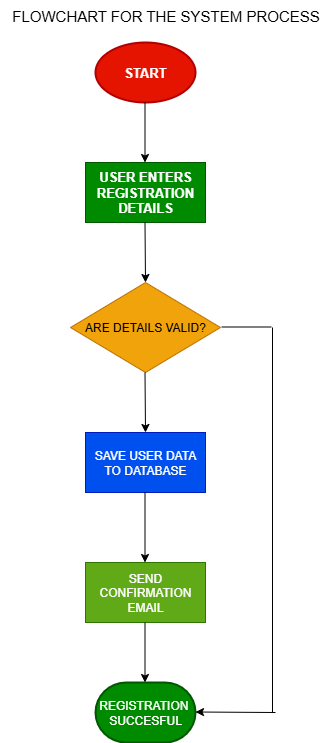 FLOWCHART FOR THE SYSTEM PROCESS
START
USER ENTERS
REGISTRATION
DETAILS
ARE DETAILS VALID?
SAVE USER DATA
TO DATABASE
SEND
CONFIRMATION
EMAIL
REGISTRATION
SUCCESFUL